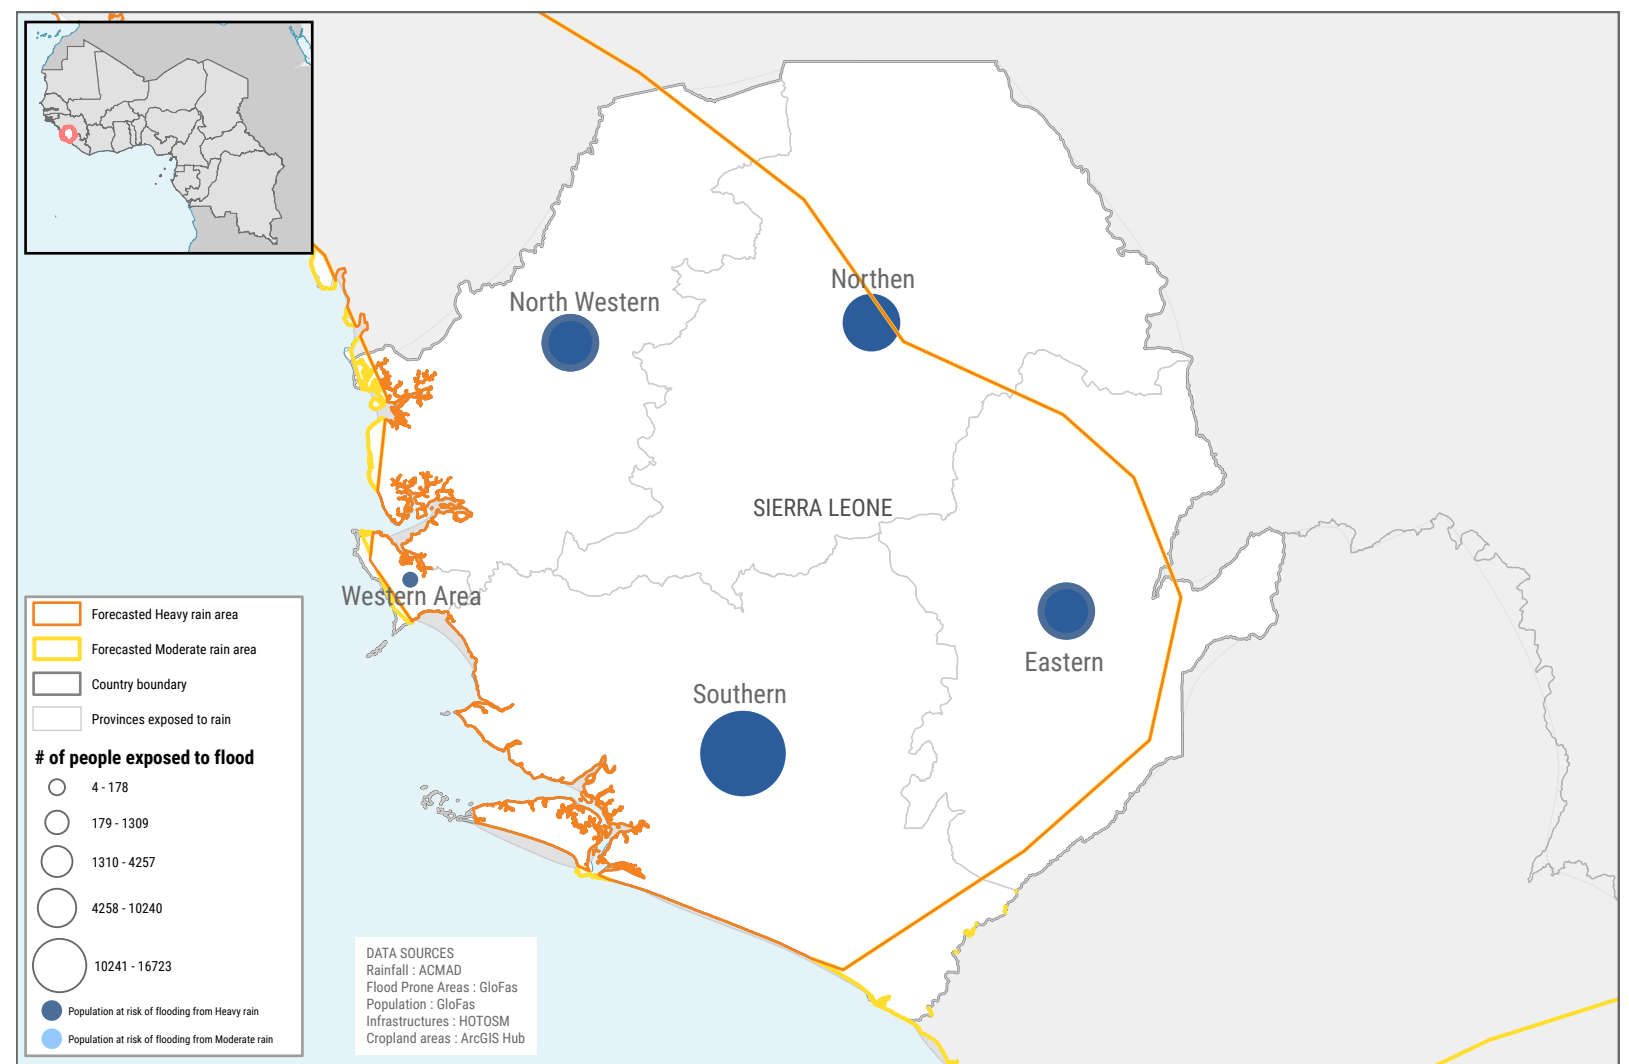 Northen
North Western
SIERRA LEONE
Western Area
Eastern
Southern
Forecasted Heavy rain area
Forecasted Moderate rain area
Country boundary
Provinces exposed to rain
# of people exposed to flood
4 - 178
179 - 1309
1310 - 4257
4258 - 10240
10241 - 16723
Population at risk of flooding from Heavy rain
Population at risk of flooding from Moderate rain
DATA SOURCES
Rainfall : ACMAD
Flood Prone Areas : GloFas
Population : GloFas
Infrastructures : HOTOSM
Cropland areas : ArcGIS Hub